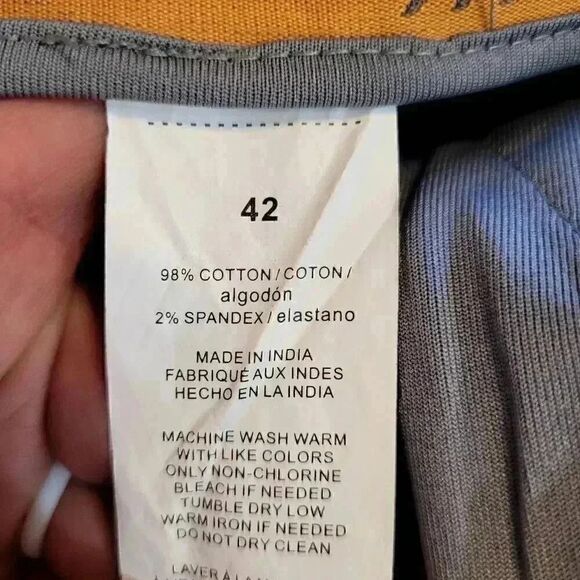 42
98% COTTON/COTON/
algodón
2% SPANDEX/elastano
MADE IN INDIA
FABRIQUÉ AUX INDES
HECHO EN LA INDIA
MACHINE WASH WARM
WITH LIKE COLORS
ONLY NON-CHLORINE
BLEACH IF NEEDED
TUMBLE DRY LOW
WARM IRON IF NEEDED
DO NOT DRY CLEAN
LAVER À LA